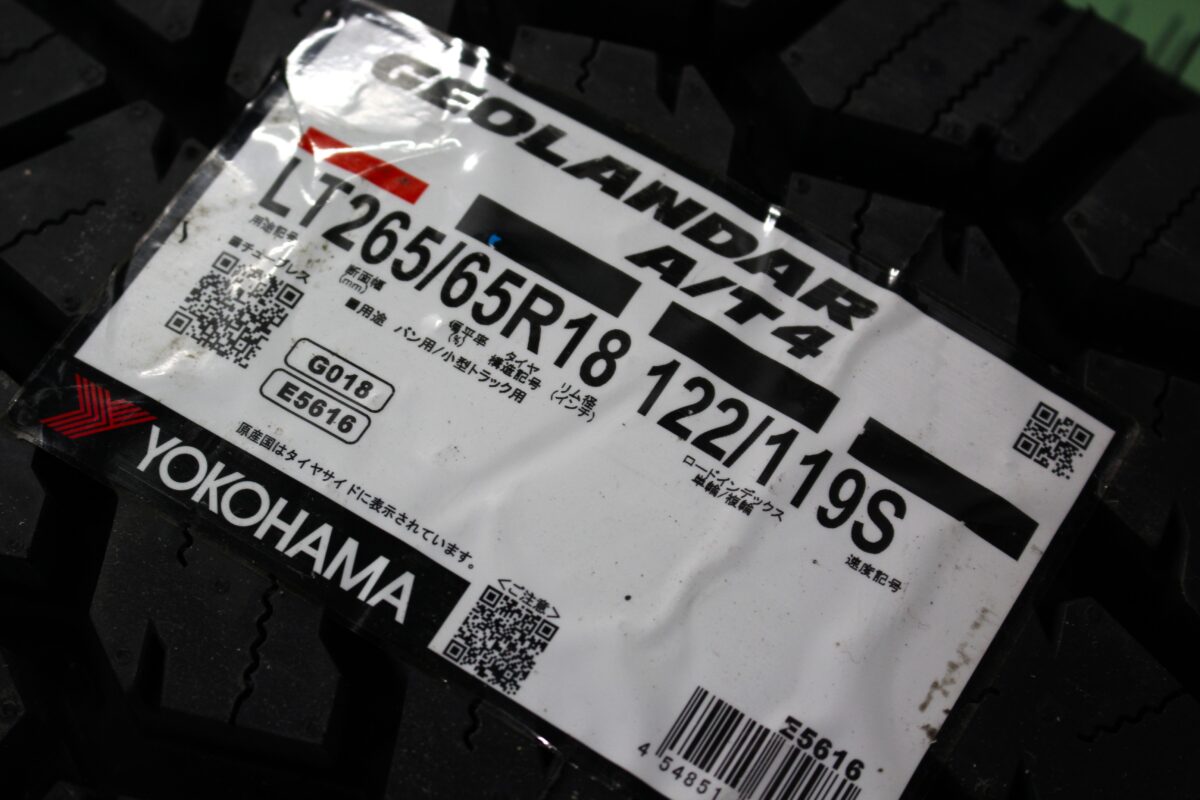 GEOLANDAR
A/T4
LT265/65R18 122/119S
用途記号
断面幅
(mm)
偏平率
(%)
タイヤ
構造記号
リム径
(インチ)
ロードインデックス
単輪/複輪
速度記号
■チューブレス
■用途 バン用/小型トラック用
G018
E5616
原産国はタイヤサイドに表示されています。
YOKOHAMA
<ご注意>
E5616
4 54851